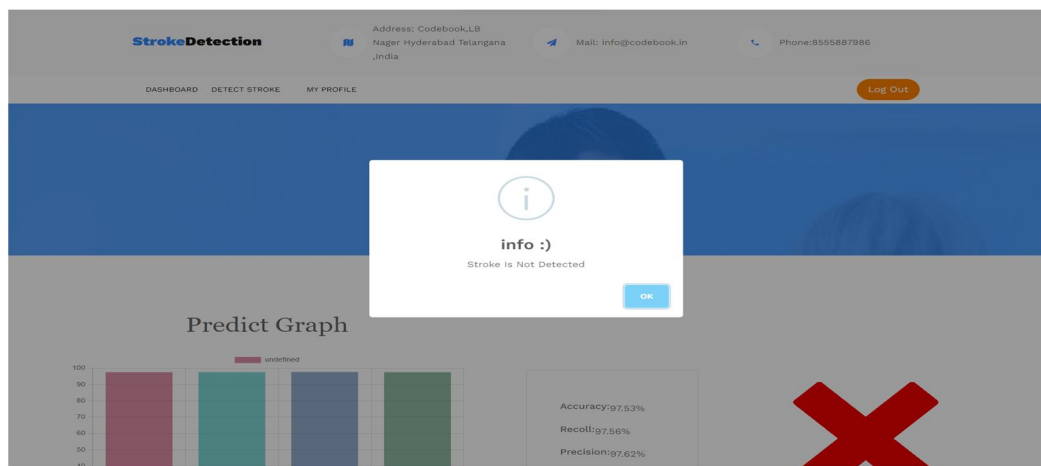 StrokeDetection
Address: Codebook,LB
Nager Hyderabad Telangana
,India
Mail: info@codebook.in
Phone:8555887986
DASHBOARD DETECT STROKE MY PROFILE
Log Out
i
info :)
Stroke Is Not Detected
OK
Predict Graph
undefined
100
90
80
70
60
50
40
Accuracy:97.53%
Recoll:97.56%
Precision:97.62%